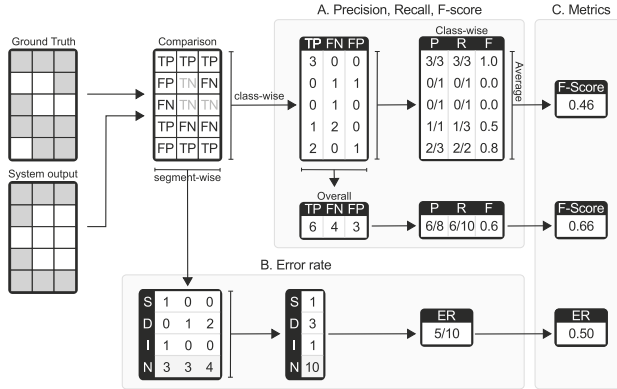 A. Precision, Recall, F-score
C. Metrics
Ground Truth
Comparison
Class-wise
TP FN FP
P R F
TP TP TP
3 0 0
3/3 3/3 1.0
FP TN FN
0 1 1
0/1 0/1 0.0
F-Score
FN TN TN
class-wise
0 1 0
0/1 0/1 0.0
Average
0.46
TP FN FN
1 2 0
1/1 1/3 0.5
FP TP TP
2 0 1
2/3 2/2 0.8
System output
segment-wise
Overall
TP FN FP
P R F
F-Score
6 4 3
6/8 6/10 0.6
0.66
B. Error rate
S 1 0 0
S 1
D 0 1 2
D 3
ER
ER
I 1 0 0
I 1
5/10
0.50
N 3 3 4
N 10